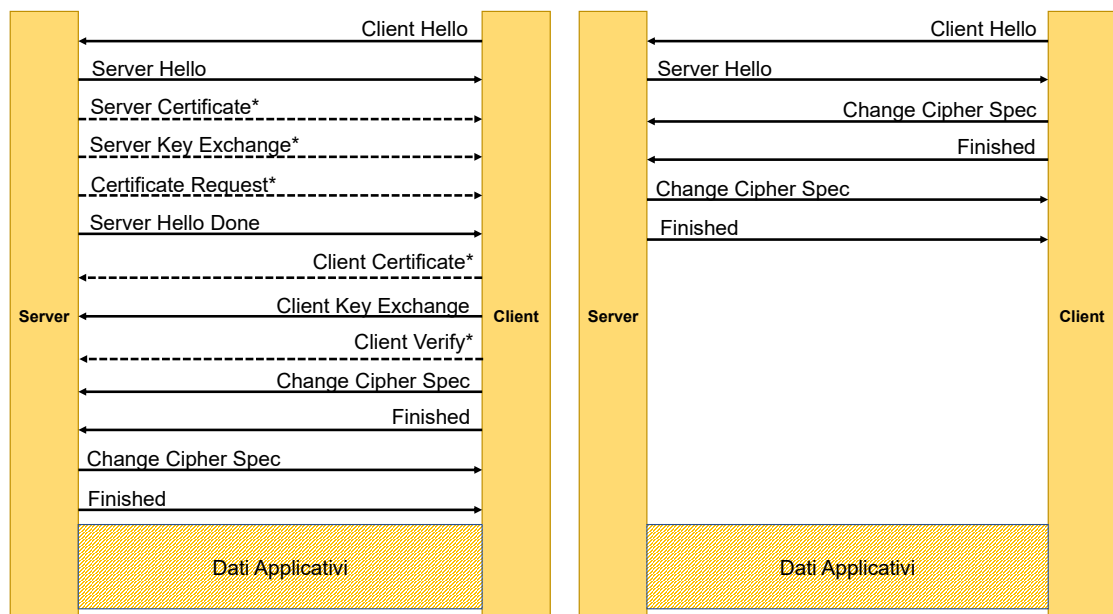 Client Hello
Server Hello
Server Certificate*
Server Key Exchange*
Certificate Request*
Server Hello Done
Client Certificate*
Server
Client Key Exchange
Client
Client Verify*
Change Cipher Spec
Finished
Change Cipher Spec
Finished
Dati Applicativi
Client Hello
Server Hello
Change Cipher Spec
Finished
Change Cipher Spec
Finished
Server
Client
Dati Applicativi